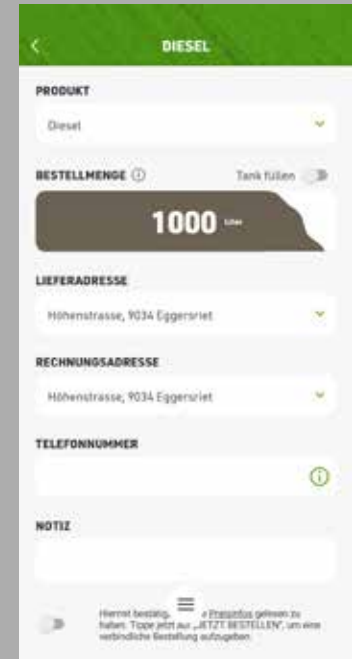 DIESEL
PRODUKT
Diesel
BESTELLMENGE
Tank füllen
1000 Liter
LIEFERADRESSE
Höhenstrasse, 9034 Eggersriet
RECHNUNGSADRESSE
Höhenstrasse, 9034 Eggersriet
TELEFONNUMMER
NOTIZ
Hiermit bestätig Preisinfos gelesen zu
haben. Tippe jetzt auf „JETZT BESTELLEN", um eine
verbindliche Bestellung aufzugeben.